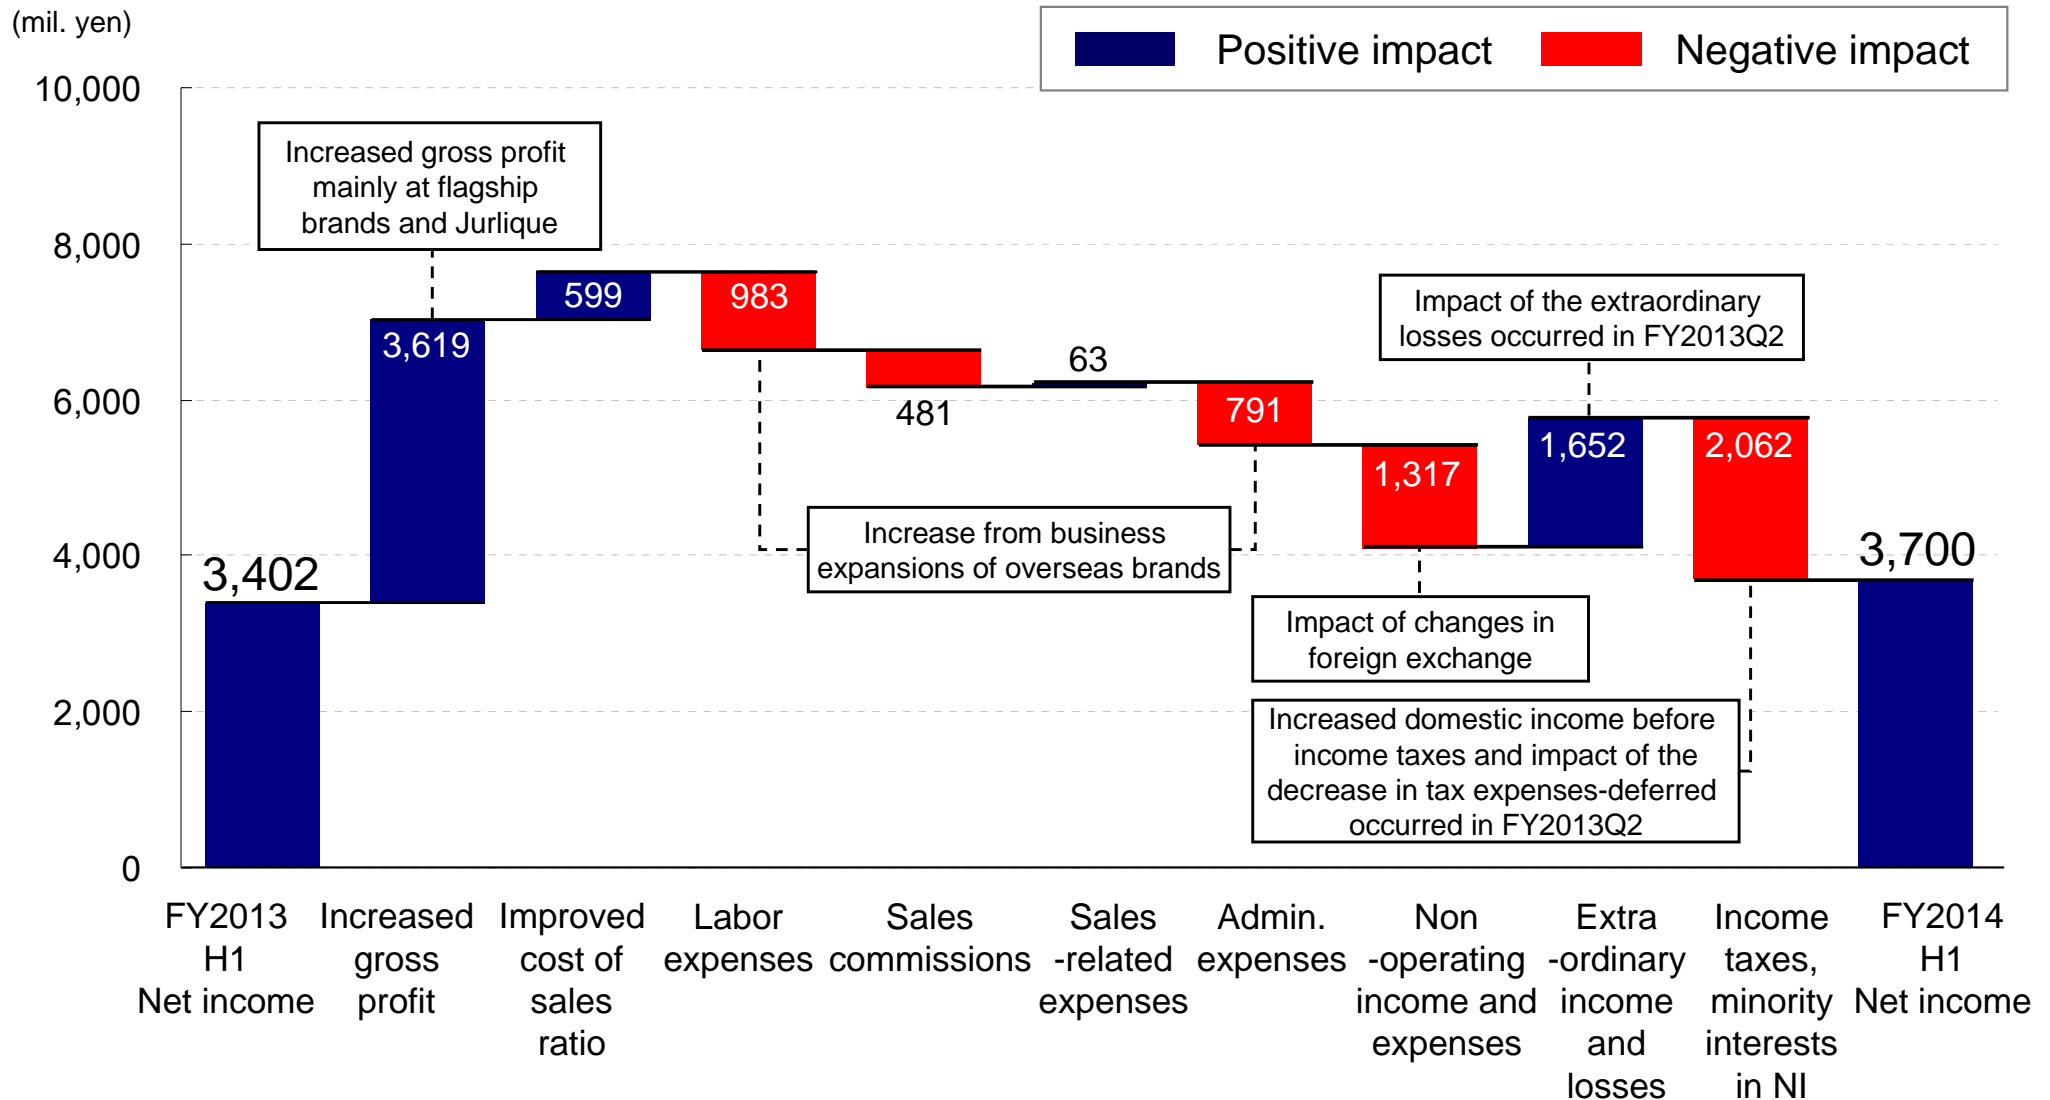 (mil. yen)
Positive impact
Negative impact
10,000
8,000
6,000
4,000
2,000
0
Increased gross profit
mainly at flagship
brands and Jurlique
Impact of the extraordinary
losses occurred in FY2013Q2
Increase from business
expansions of overseas brands
Impact of changes in
foreign exchange
Increased domestic income before
income taxes and impact of the
decrease in tax expenses-deferred
occurred in FY2013Q2
3,402
3,619
599
983
481
63
791
1,317
1,652
2,062
3,700
FY2013
H1
Net income
Increased
gross
profit
Improved
cost of
sales
ratio
Labor
expenses
Sales
commissions
Sales
-related
expenses
Admin.
expenses
Non
-operating
income and
expenses
Extra
-ordinary
income
and
losses
Income
taxes,
minority
interests
in NI
FY2014
H1
Net income